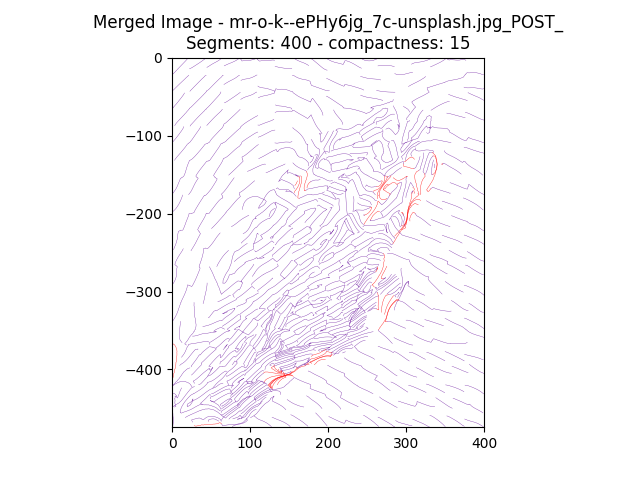 Merged Image - mr-o-k--ePHy6jg_7c-unsplash.jpg_POST_
Segments: 400 - compactness: 15
0
−100
−200
−300
−400
0 100 200 300 400